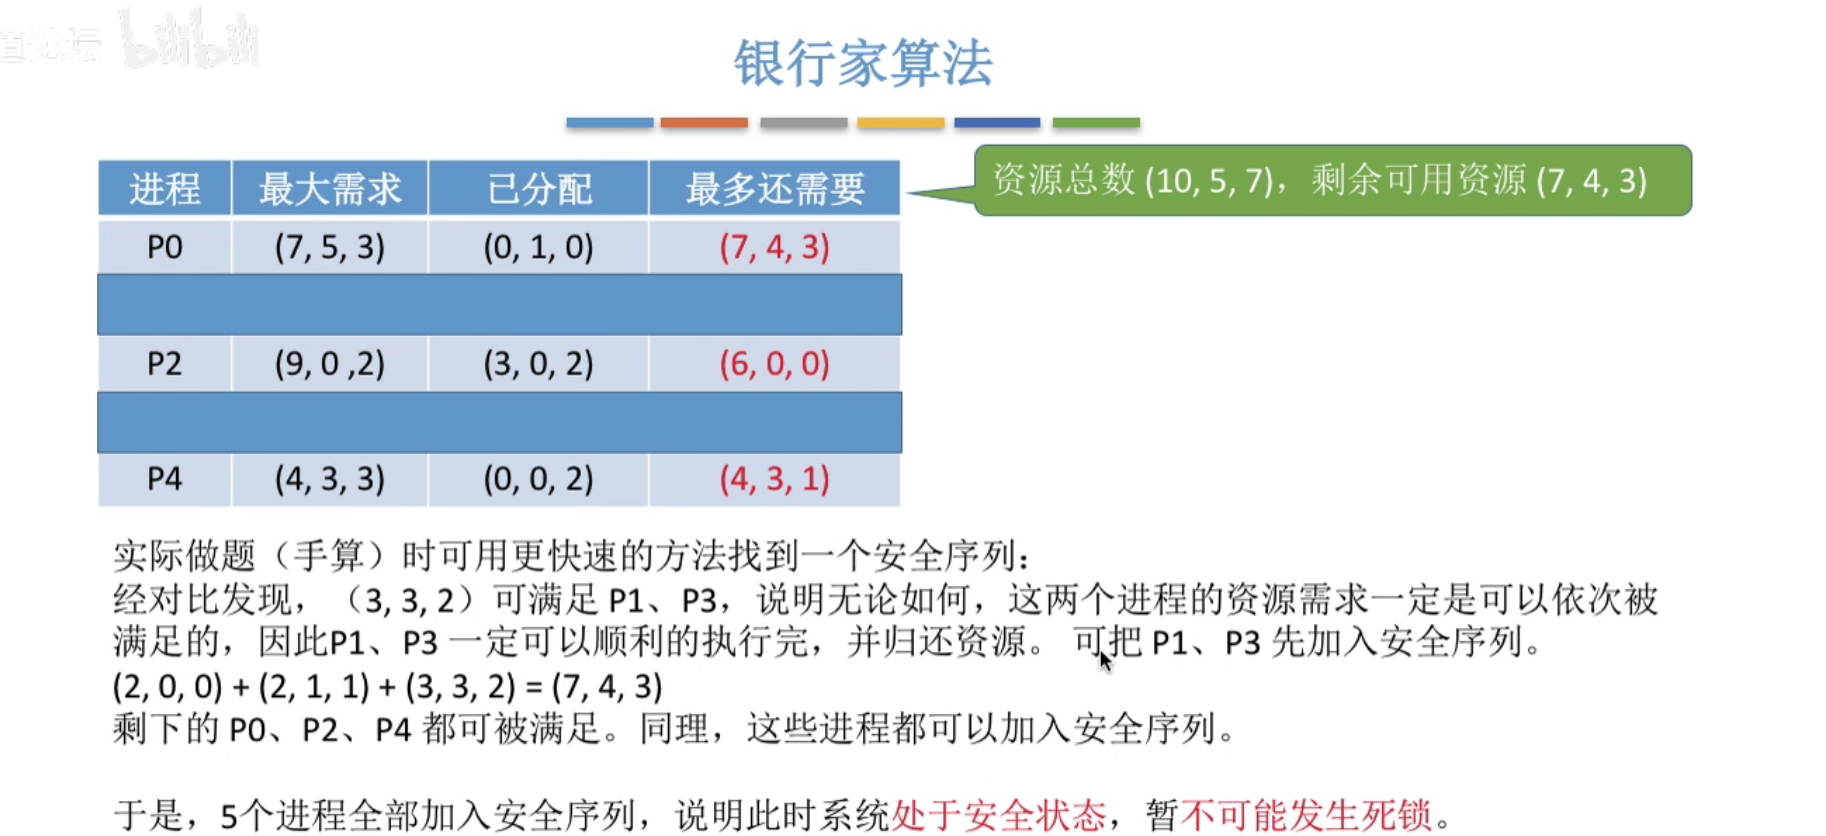 道论坛 bilibili
银行家算法
资源总数 (10, 5, 7)，剩余可用资源 (7, 4, 3)
进程 最大需求 已分配 最多还需要
P0 (7, 5, 3) (0, 1, 0) (7, 4, 3)
P2 (9, 0 ,2) (3, 0, 2) (6, 0, 0)
P4 (4, 3, 3) (0, 0, 2) (4, 3, 1)
实际做题（手算）时可用更快速的方法找到一个安全序列：
经对比发现，（3, 3, 2）可满足 P1、P3，说明无论如何，这两个进程的资源需求一定是可以依次被
满足的，因此P1、P3 一定可以顺利的执行完，并归还资源。 可把 P1、P3 先加入安全序列。
(2, 0, 0) + (2, 1, 1) + (3, 3, 2) = (7, 4, 3)
剩下的 P0、P2、P4 都可被满足。同理，这些进程都可以加入安全序列。
于是，5个进程全部加入安全序列，说明此时系统处于安全状态，暂不可能发生死锁。